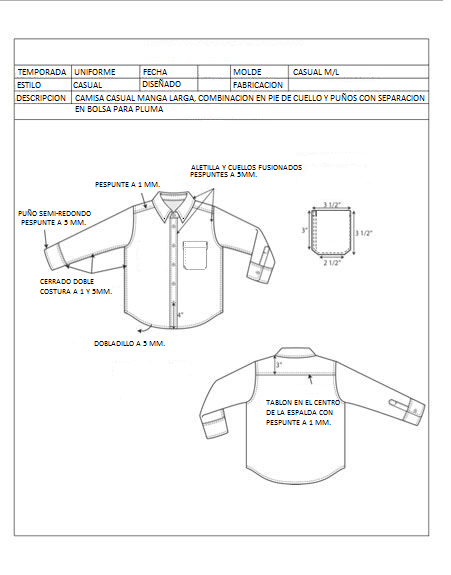 TEMPORADA UNIFORME FECHA MOLDE CASUAL M/L
ESTILO CASUAL DISEÑADO FABRICACION
DESCRIPCION CAMISA CASUAL MANGA LARGA, COMBINACION EN PIE DE CUELLO Y PUÑOS CON SEPARACION
EN BOLSA PARA PLUMA
ALETILLA Y CUELLOS FUSIONADOS
PESPUNTES A 5MM.
PESPUNTE A 1 MM.
PUÑO SEMI-REDONDO
PESPUNTE A 5 MM.
3 1/2"
3"
3 1/2"
2 1/2"
CERRADO DOBLE
COSTURA A 1 Y 5MM.
4"
DOBLADILLO A 5 MM.
3"
TABLON EN EL CENTRO
DE LA ESPALDA CON
PESPUNTE A 1 MM.